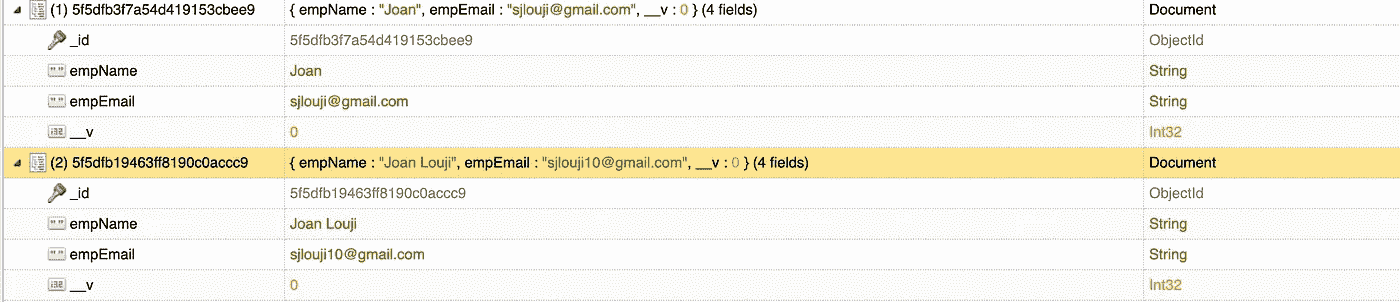 (1) 5f5dfb3f7a54d419153cbee9 { empName : "Joan", empEmail : "sjlouji@gmail.com", __v : 0 } (4 fields) Document
_id 5f5dfb3f7a54d419153cbee9 ObjectId
empName Joan String
empEmail sjlouji@gmail.com String
__v 0 Int32
(2) 5f5dfb19463ff8190c0accc9 { empName : "Joan Louji", empEmail : "sjlouji10@gmail.com", __v : 0 } (4 fields) Document
_id 5f5dfb19463ff8190c0accc9 ObjectId
empName Joan Louji String
empEmail sjlouji10@gmail.com String
__v 0 Int32